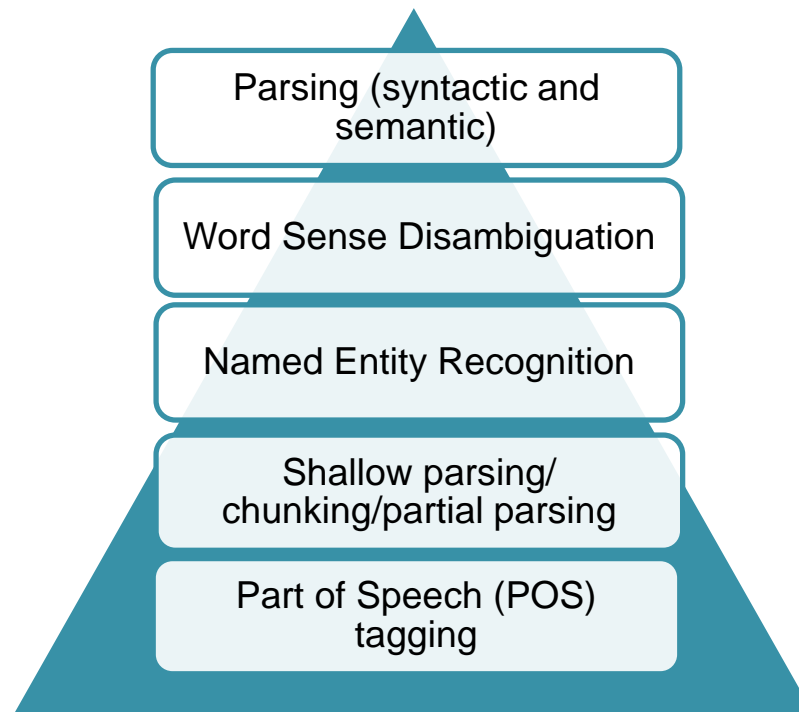 Parsing (syntactic and
semantic)
Word Sense Disambiguation
Named Entity Recognition
Shallow parsing/
chunking/partial parsing
Part of Speech (POS)
tagging